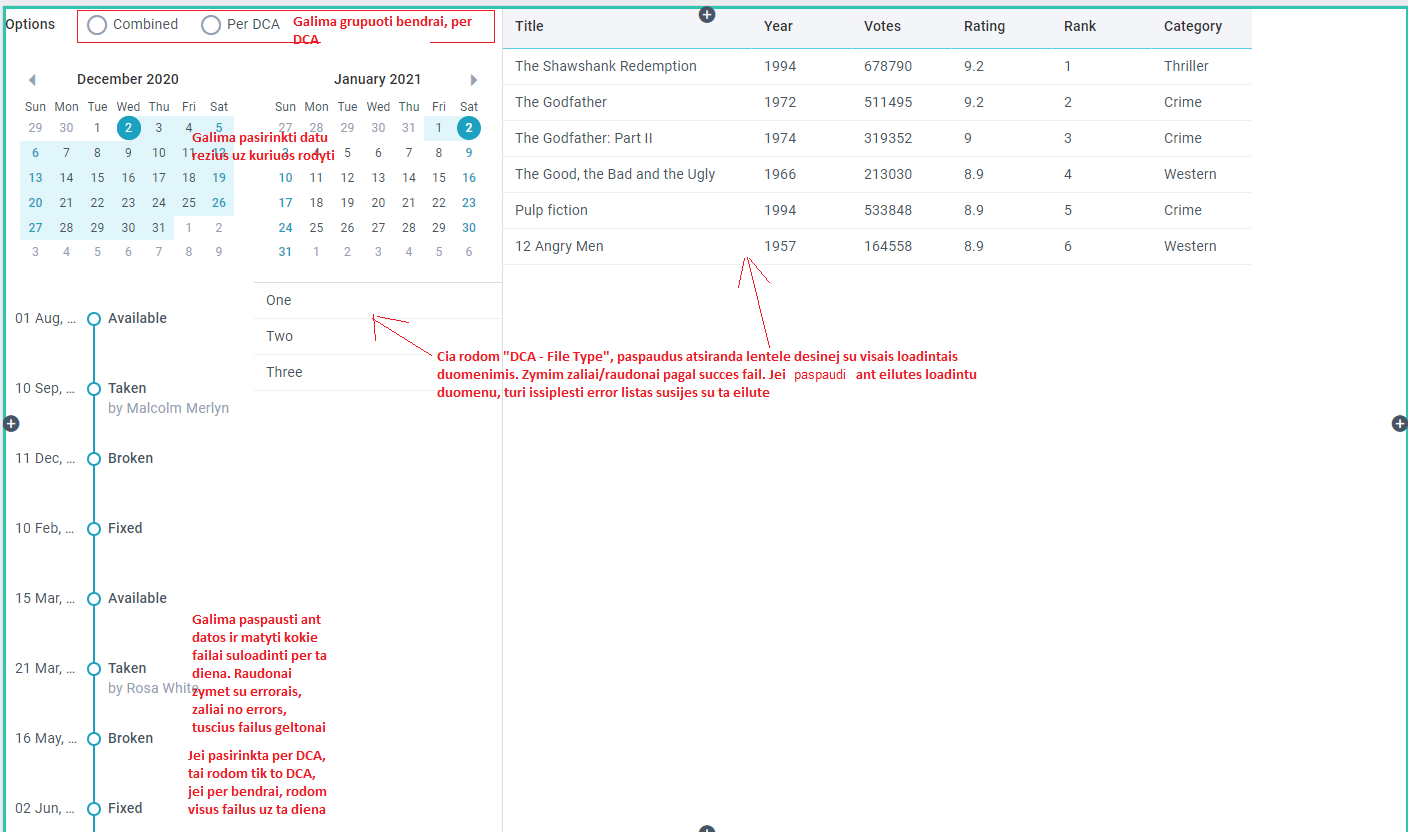 Options
Combined
Per DCA
Galima grupuoti bendrai, per
DCA
December 2020
Sun Mon Tue Wed Thu Fri Sat
29 30 1 2 3 4 5
6 7 8 9 10 11 12
13 14 15 16 17 18 19
20 21 22 23 24 25 26
27 28 29 30 31 1 2
3 4 5 6 7 8 9
January 2021
Sun Mon Tue Wed Thu Fri Sat
27 28 29 30 31 1 2
3 4 5 6 7 8 9
10 11 12 13 14 15 16
17 18 19 20 21 22 23
24 25 26 27 28 29 30
31 1 2 3 4 5 6
Galima pasirinkti datu
rezius uz kuriuos rodyti
Title Year Votes Rating Rank Category
The Shawshank Redemption 1994 678790 9.2 1 Thriller
The Godfather 1972 511495 9.2 2 Crime
The Godfather: Part II 1974 319352 9 3 Crime
The Good, the Bad and the Ugly 1966 213030 8.9 4 Western
Pulp fiction 1994 533848 8.9 5 Crime
12 Angry Men 1957 164558 8.9 6 Western
One
Two
Three
Cia rodom "DCA - File Type", paspaudus atsiranda lentele desinej su visais loadintais
duomenimis. Zymim zaliai/raudonai pagal succes fail. Jei paspaudi ant eilutes loadintu
duomenu, turi issiplesti error listas susijes su ta eilute
01 Aug, ... Available
10 Sep, ... Taken
by Malcolm Merlyn
11 Dec, ... Broken
10 Feb, ... Fixed
15 Mar, ... Available
21 Mar, ... Taken
by Rosa White
16 May, ... Broken
02 Jun, ... Fixed
Galima paspausti ant
datos ir matyti kokie
failai suloadinti per ta
diena. Raudonai
zymet su errorais,
zaliai no errors,
tuscius failus geltonai
Jei pasirinkta per DCA,
tai rodom tik to DCA,
jei per bendrai, rodom
visus failus uz ta diena